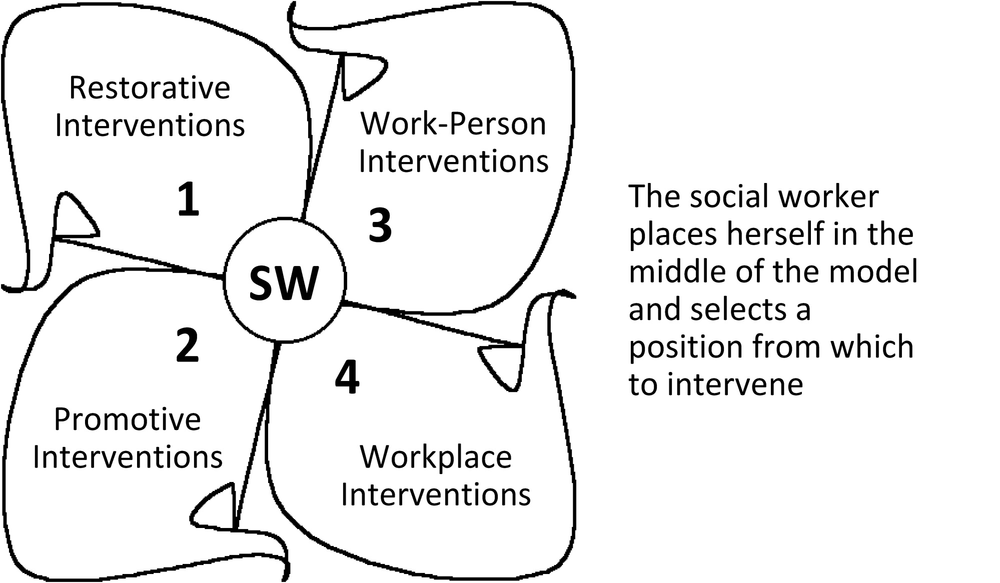 Restorative
Interventions
1
Work-Person
Interventions
3
SW
2
Promotive
Interventions
4
Workplace
Interventions
The social worker
places herself in the
middle of the model
and selects a
position from which
to intervene